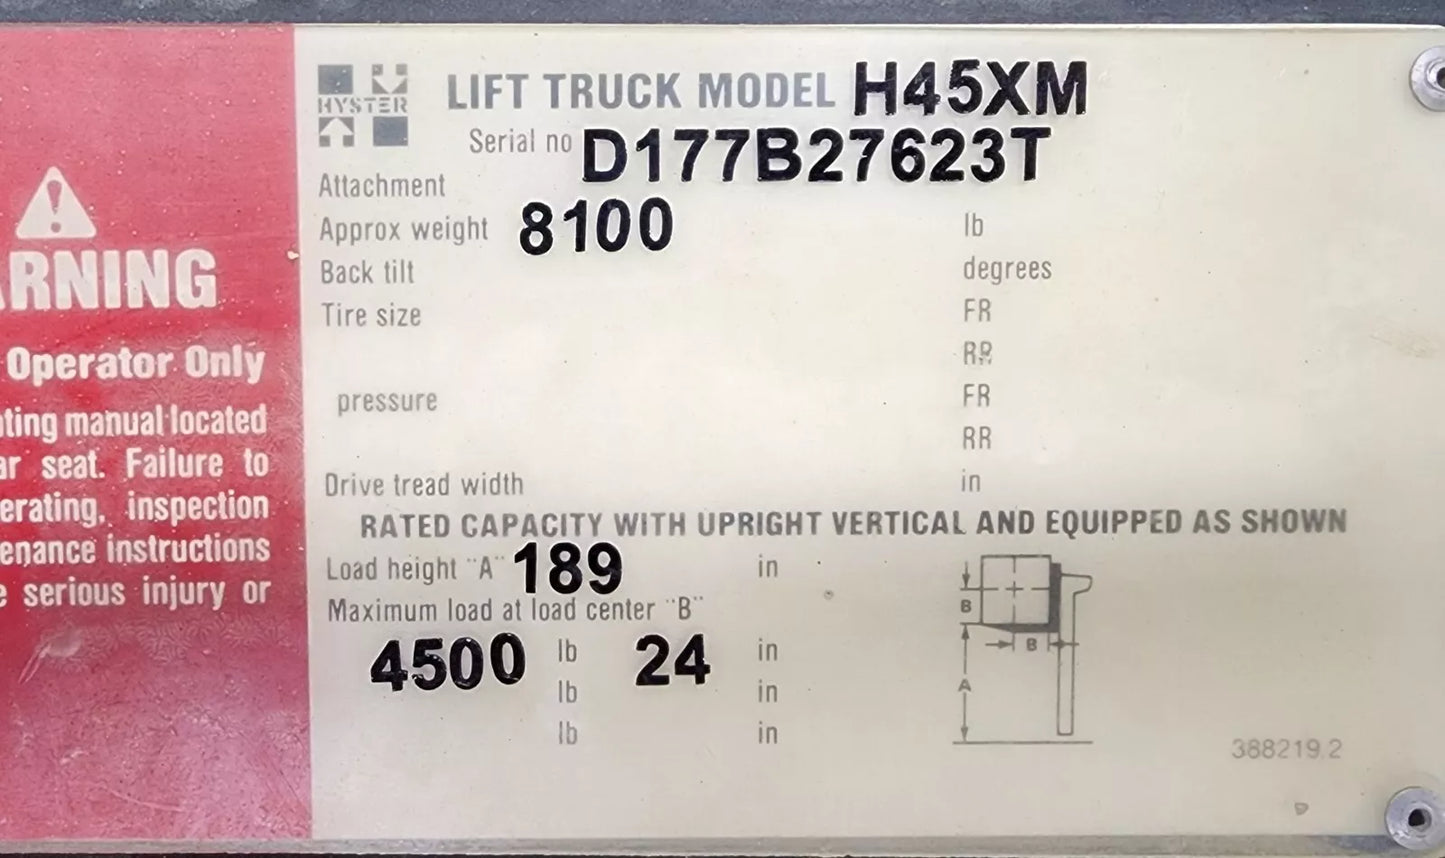 RNING
Operator Only
ting manual located
ar seat. Failure to
erating, inspection
enance instructions
e serious injury or
HYSTER
LIFT TRUCK MODEL H45XM
Serial no D177B27623T
Attachment
Approx weight 8100 lb
Back tilt degrees
Tire size FR
RR
pressure FR
RR
Drive tread width in
RATED CAPACITY WITH UPRIGHT VERTICAL AND EQUIPPED AS SHOWN
Load height "A" 189 in
Maximum load at load center "B"
4500 lb 24 in
lb in
lb in
B
B
A
388219.2